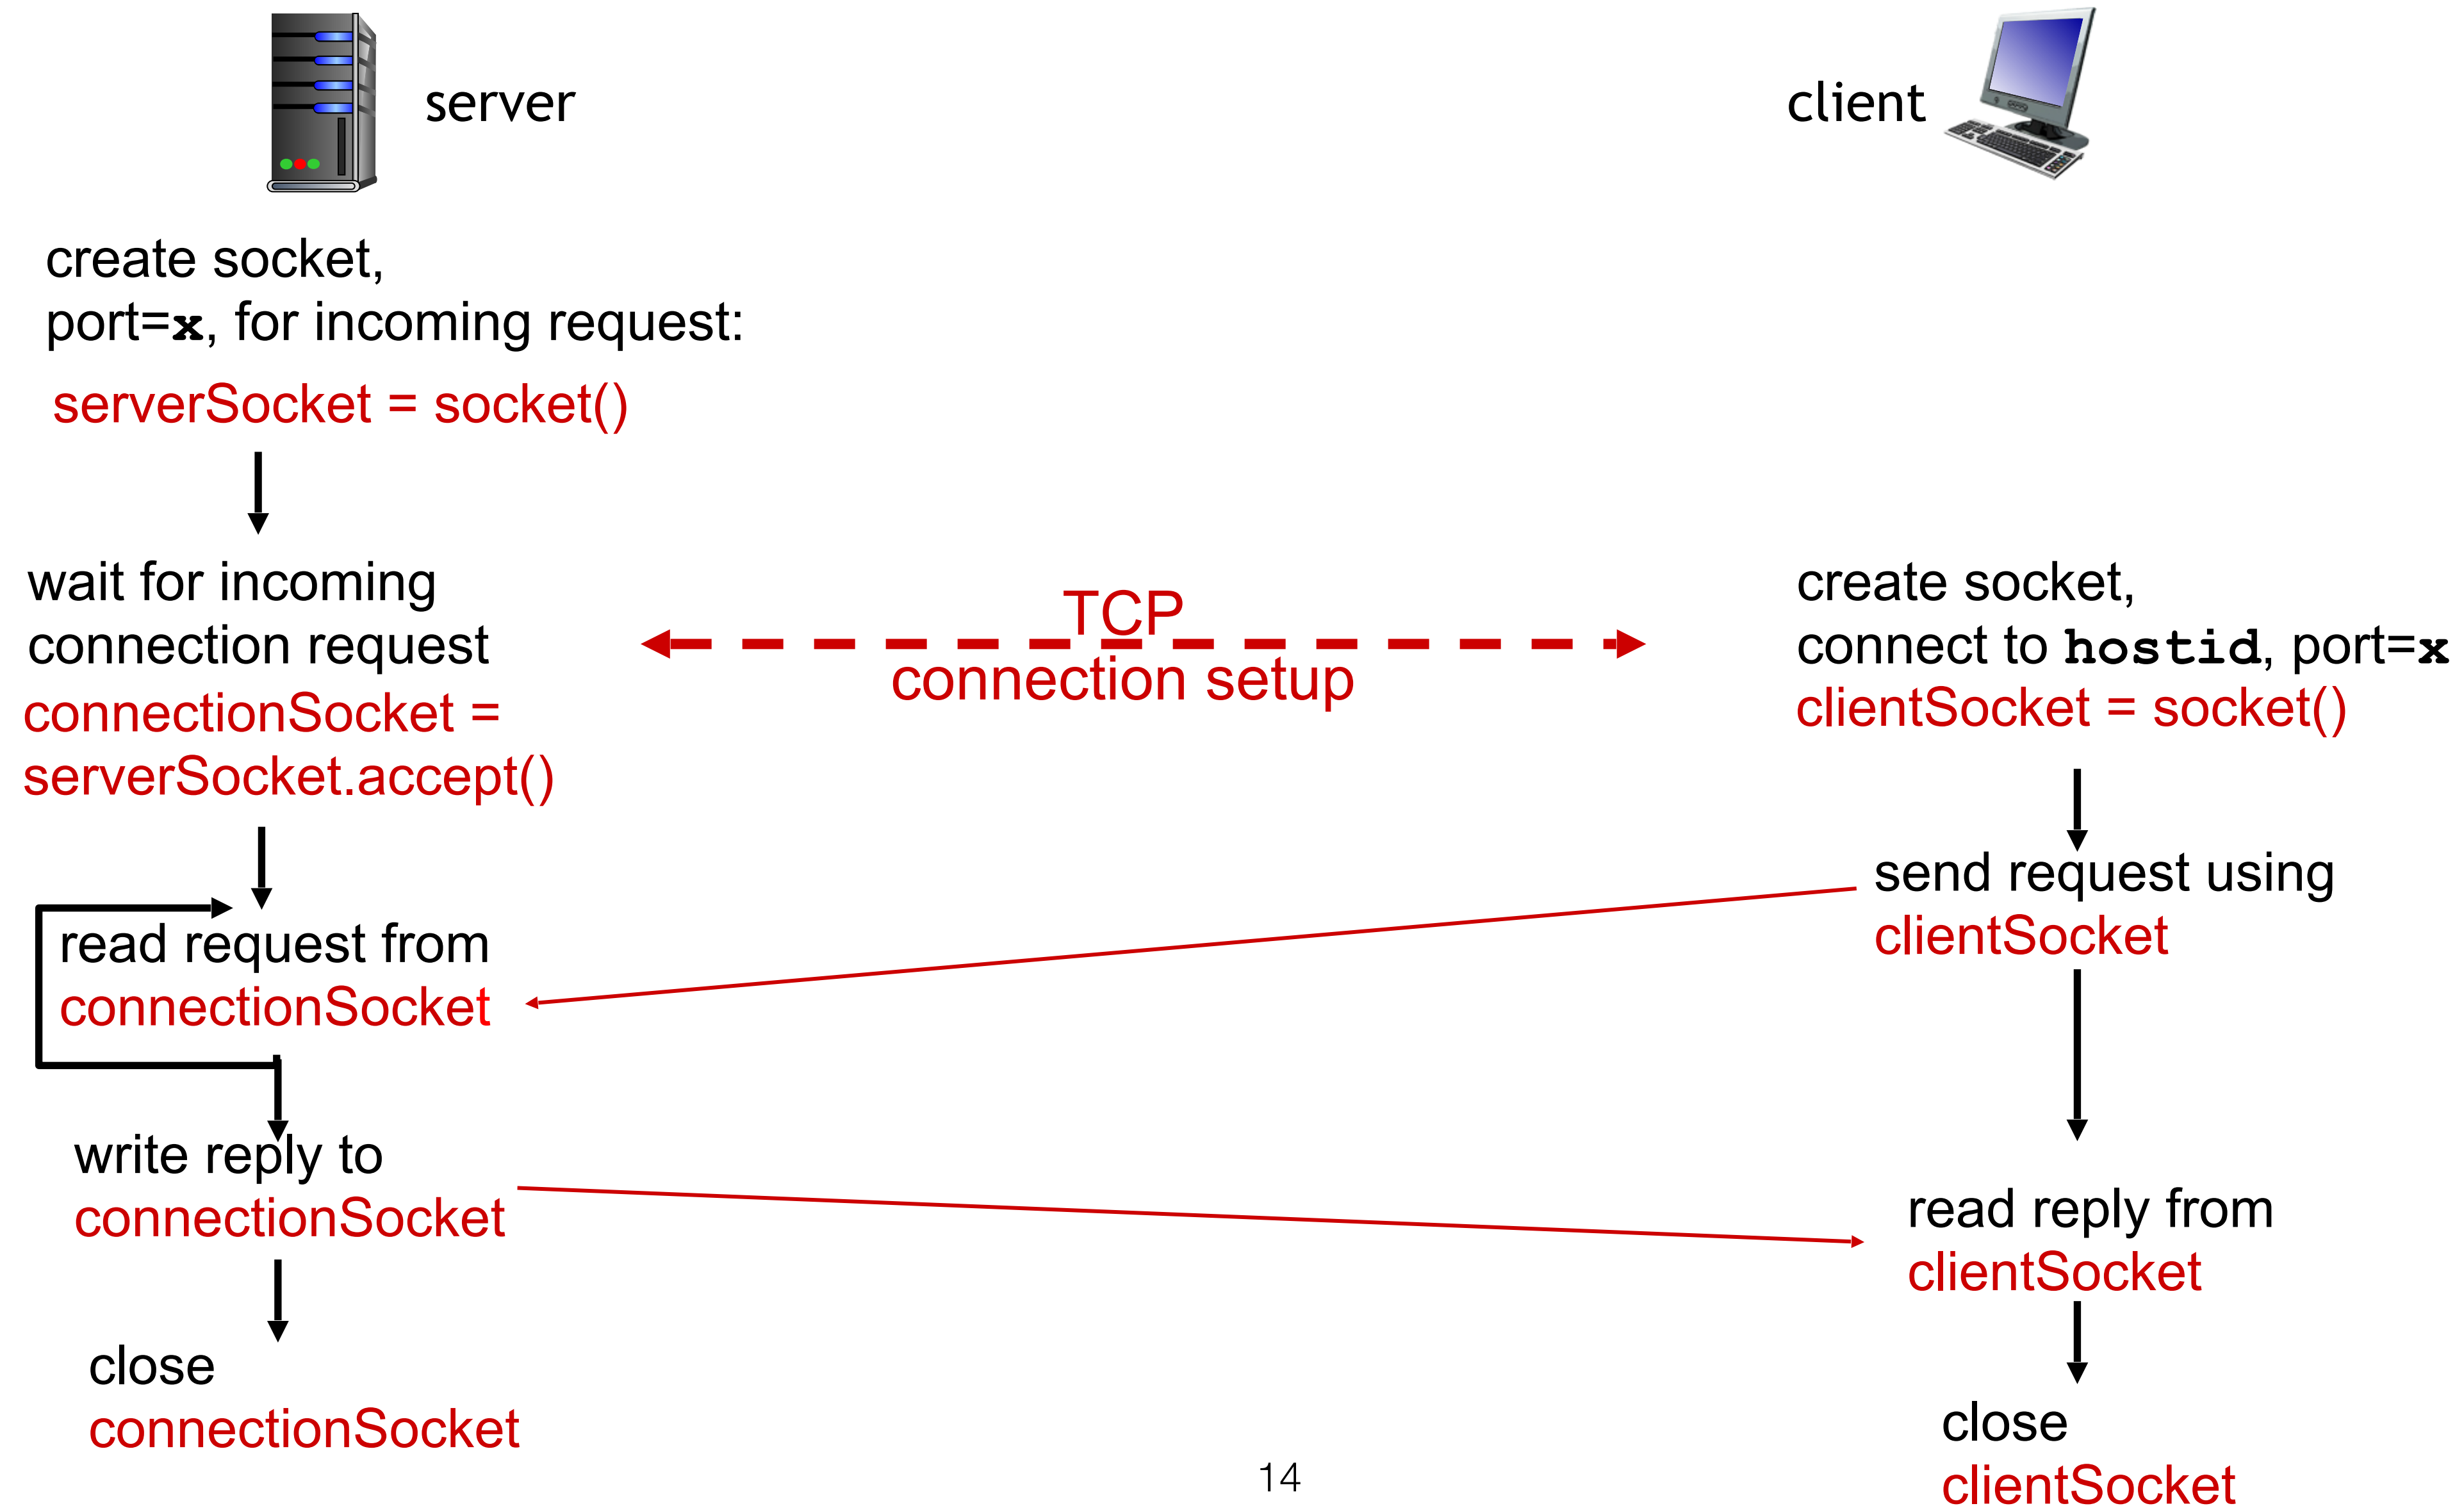 server
create socket,
port=x, for incoming request:
serverSocket = socket()
wait for incoming
connection request
connectionSocket =
serverSocket.accept()
read request from
connectionSocket
write reply to
connectionSocket
close
connectionSocket
TCP
connection setup
client
create socket,
connect to hostid, port=x
clientSocket = socket()
send request using
clientSocket
read reply from
clientSocket
close
clientSocket
14